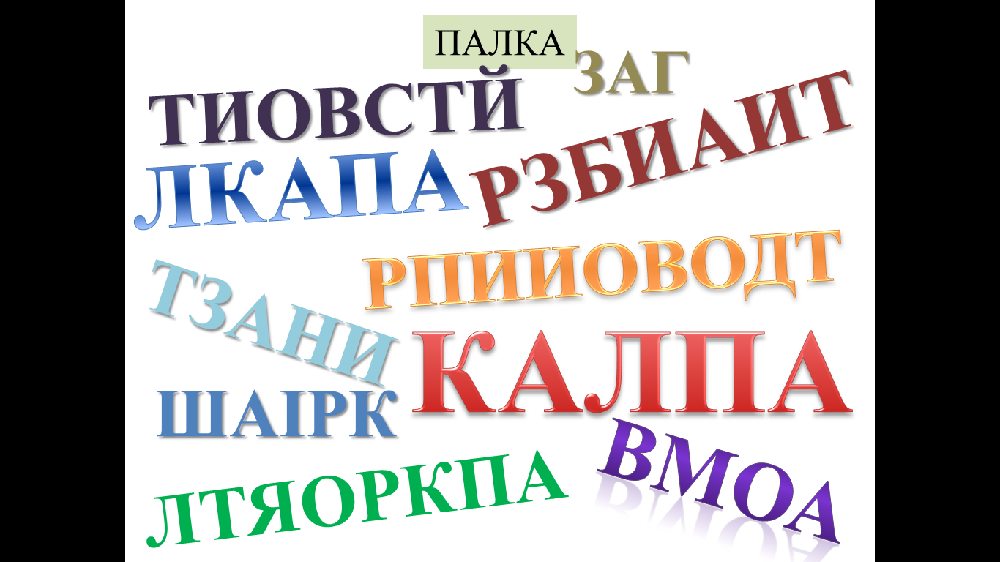 ПАЛКА
ЗАГ
ТИОВСТЙ
РЗБИАИТ
ЛКАПА
РПИИОВОДТ
ТЗАНИ
КАЛПА
ШАІРК
ВМОА
ЛТЯОРКПА